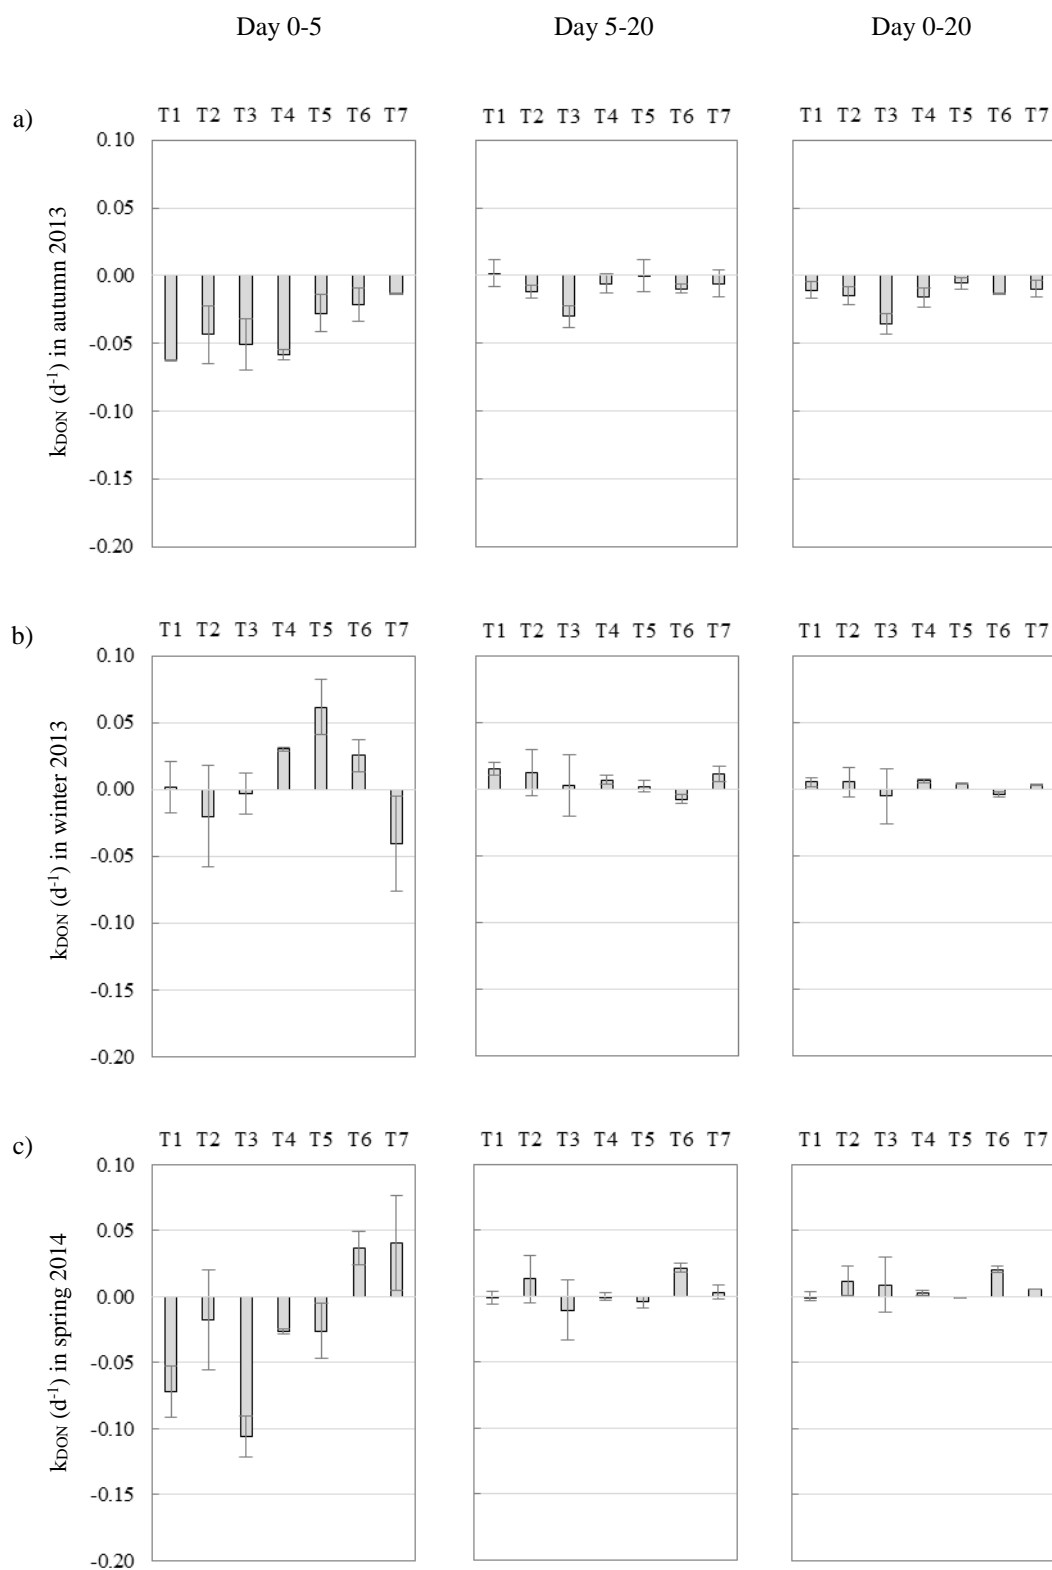 Day 0-5 Day 5-20 Day 0-20
a)
T1 T2 T3 T4 T5 T6 T7 T1 T2 T3 T4 T5 T6 T7 T1 T2 T3 T4 T5 T6 T7
k_DON (d^-1) in autumn 2013
0.10
0.05
0.00
-0.05
-0.10
-0.15
-0.20
b)
T1 T2 T3 T4 T5 T6 T7 T1 T2 T3 T4 T5 T6 T7 T1 T2 T3 T4 T5 T6 T7
k_DON (d^-1) in winter 2013
0.10
0.05
0.00
-0.05
-0.10
-0.15
-0.20
c)
T1 T2 T3 T4 T5 T6 T7 T1 T2 T3 T4 T5 T6 T7 T1 T2 T3 T4 T5 T6 T7
k_DON (d^-1) in spring 2014
0.10
0.05
0.00
-0.05
-0.10
-0.15
-0.20